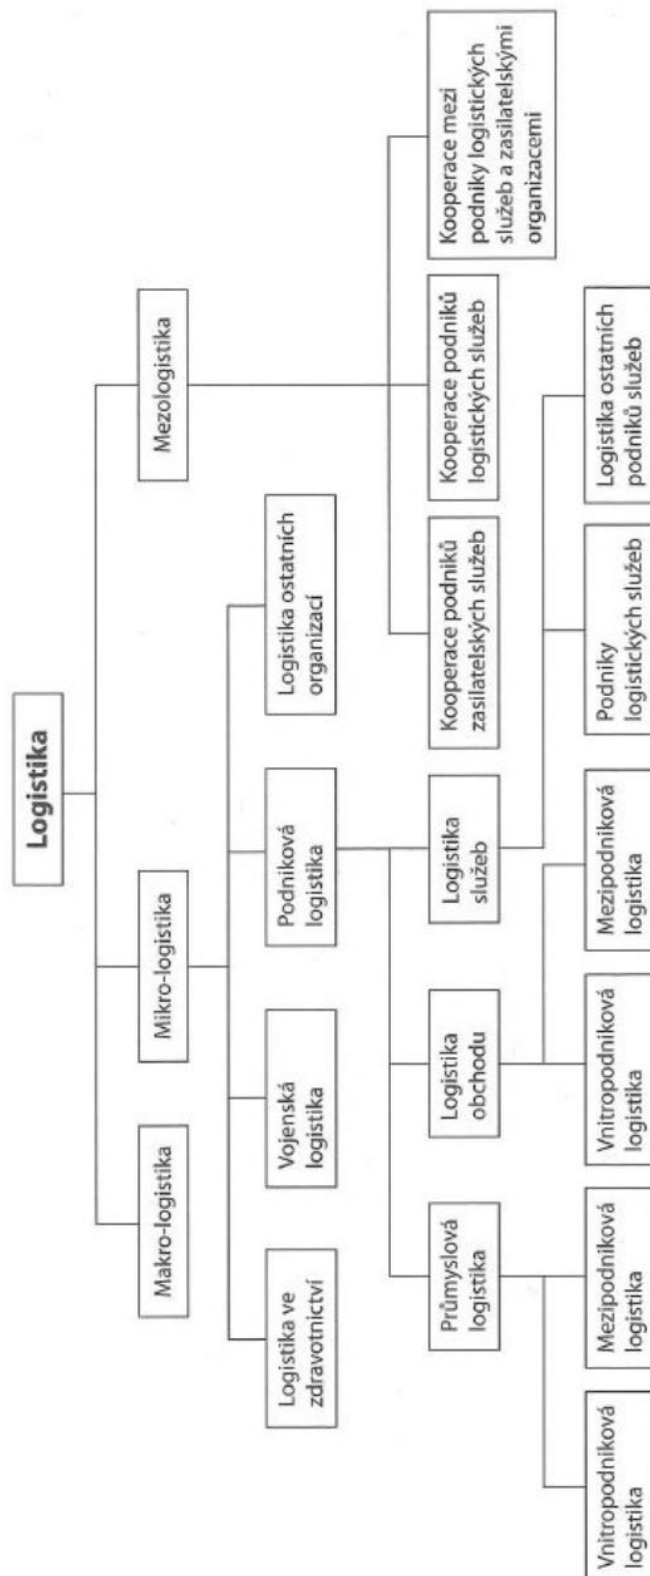 Logistika
Makro-logistika
Mikro-logistika
Mezologistika
Logistika ve
zdravotnictví
Vojenská
logistika
Podniková
logistika
Logistika ostatních
organizací
Průmyslová
logistika
Logistika
obchodu
Logistika
služeb
Kooperace podniků
zasilatelských služeb
Kooperace podniků
logistických služeb
Kooperace mezi
podniky logistických
služeb a zasilatelskými
organizacemi
Vnitropodniková
logistika
Mezipodniková
logistika
Vnitropodniková
logistika
Mezipodniková
logistika
Podniky
logistických služeb
Logistika ostatních
podniků služeb